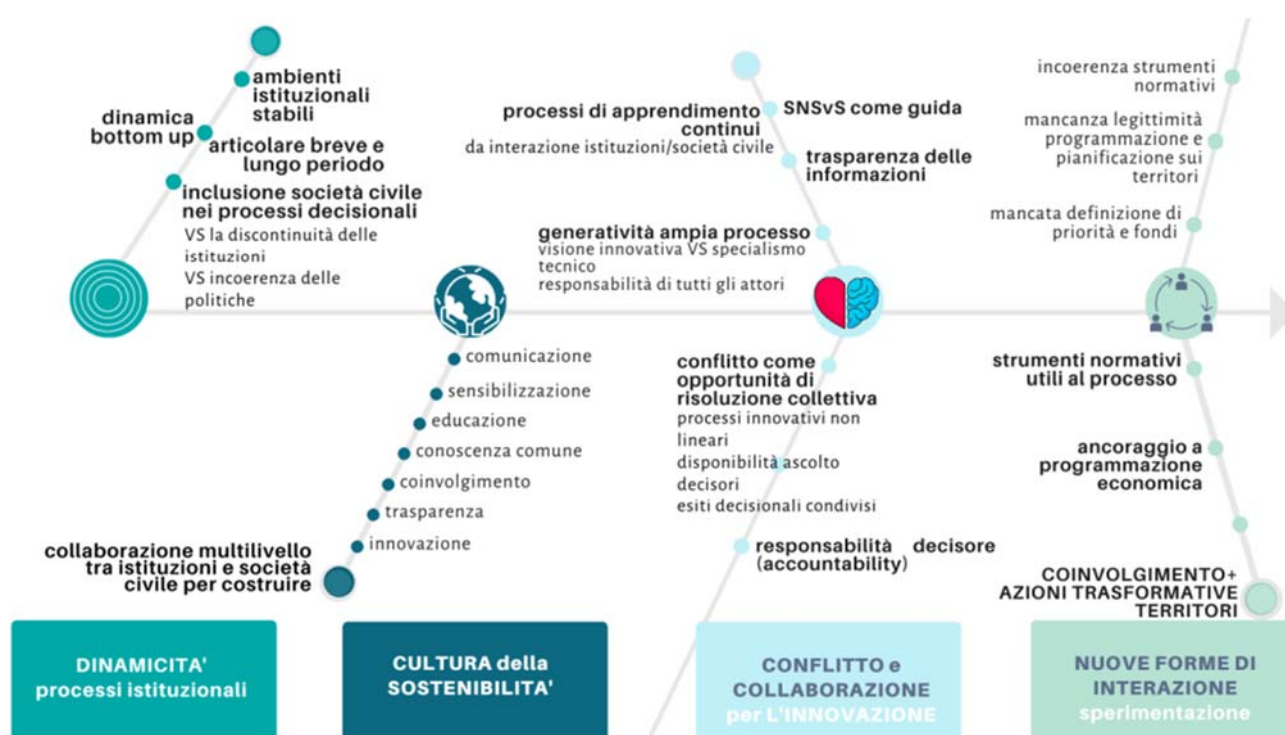 ambienti
istituzionali
stabili
dinamica
bottom up
articolare breve e
lungo periodo
inclusione società civile
nei processi decisionali
VS la discontinuità delle
istituzioni
VS incoerenza delle
politiche
comunicazione
sensibilizzazione
educazione
conoscenza comune
coinvolgimento
trasparenza
innovazione
collaborazione multilivello
tra istituzioni e società
civile per costruire
processi di apprendimento
continui
da interazione istituzioni/società civile
SNSvS come guida
trasparenza delle
informazioni
generatività ampia processo
visione innovativa VS specialismo
tecnico
responsabilità di tutti gli attori
conflitto come
opportunità di
risoluzione collettiva
processi innovativi non
lineari
disponibilità ascolto
decisori
esiti decisionali condivisi
responsabilità decisore
(accountability)
incoerenza strumenti
normativi
mancanza legittimità
programmazione e
pianificazione sui
territori
mancata definizione di
priorità e fondi
strumenti normativi
utili al processo
ancoraggio a
programmazione
economica
COINVOLGIMENTO+
AZIONI TRASFORMATIVE
TERRITORI
DINAMICITA'
processi istituzionali
CULTURA della
SOSTENIBILITA'
CONFLITTO e
COLLABORAZIONE
per L'INNOVAZIONE
NUOVE FORME DI
INTERAZIONE
sperimentazione